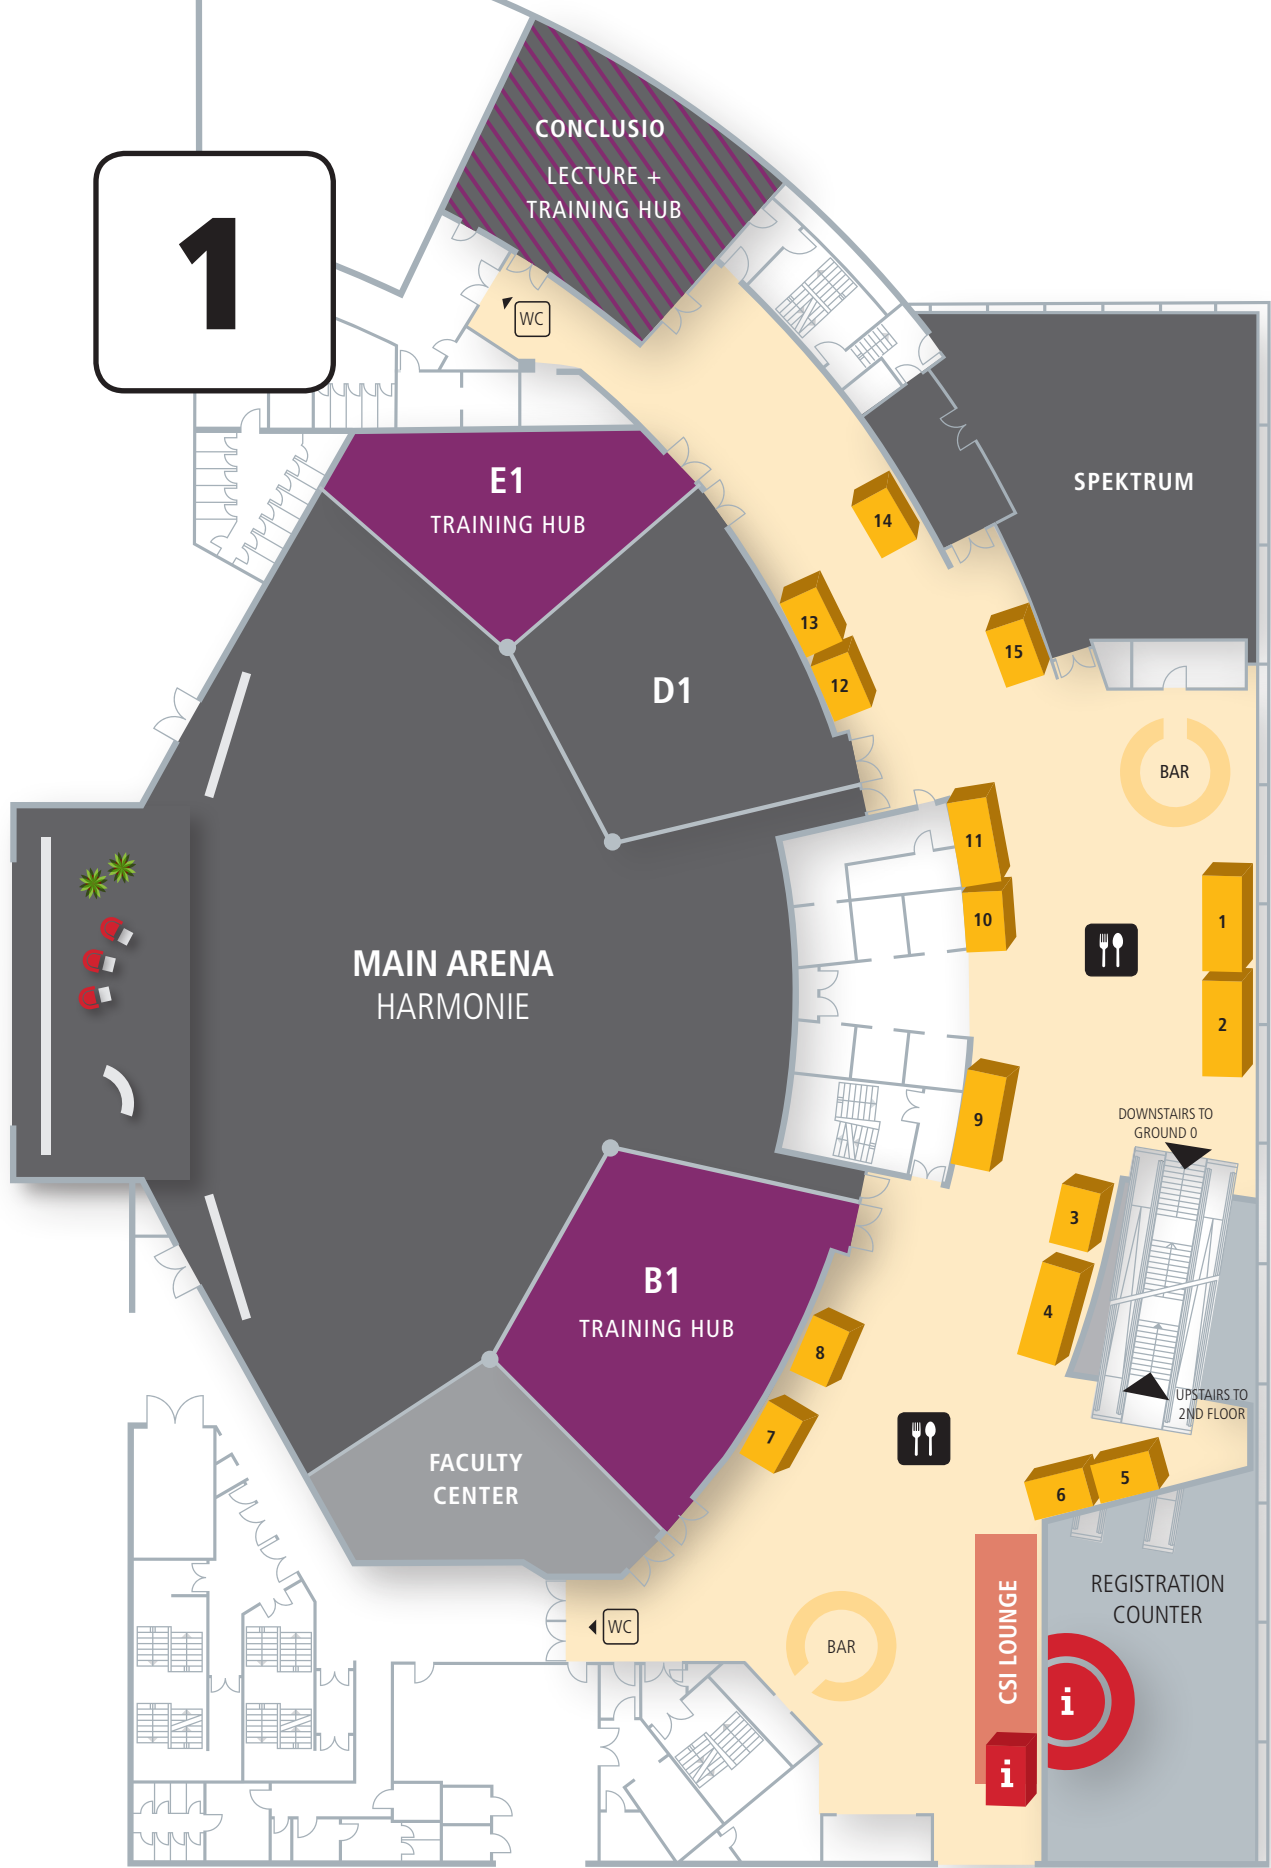 1
CONCLUSIO
LECTURE +
TRAINING HUB
WC
E1
TRAINING HUB
SPEKTRUM
14
13
12
15
D1
BAR
11
10
1
2
MAIN ARENA
HARMONIE
9
DOWNSTAIRS TO
GROUND 0
3
4
B1
TRAINING HUB
8
7
UPSTAIRS TO
2ND FLOOR
FACULTY
CENTER
5
6
REGISTRATION
COUNTER
WC
BAR
CSI LOUNGE
i
i